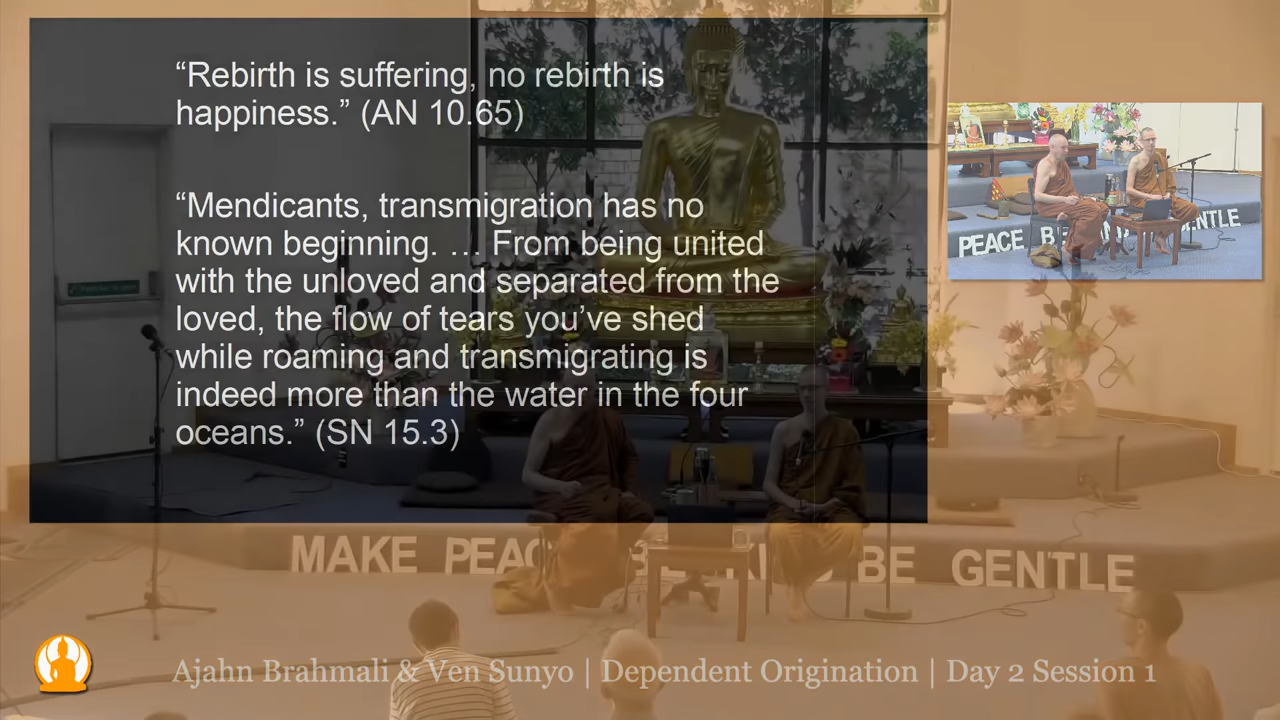 “Rebirth is suffering, no rebirth is
happiness.” (AN 10.65)
“Mendicants, transmigration has no
known beginning. … From being united
with the unloved and separated from the
loved, the flow of tears you’ve shed
while roaming and transmigrating is
indeed more than the water in the four
oceans.” (SN 15.3)
PEACE B GENTLE
MAKE PEAC BE KIND BE GENTLE
Ajahn Brahmali & Ven Sunyo | Dependent Origination | Day 2 Session 1